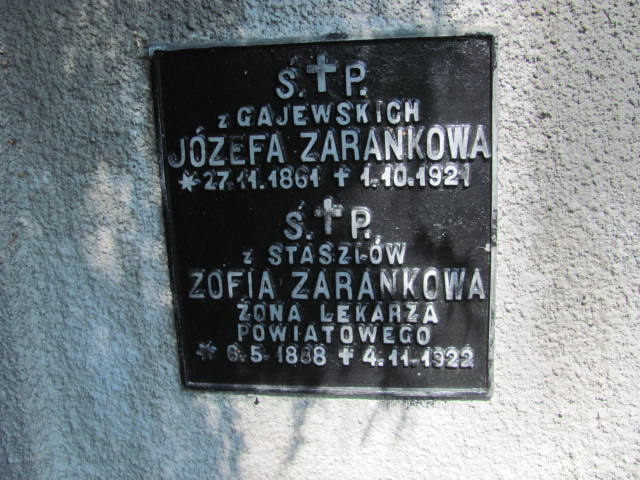 Ś.✝P.
z GAJEWSKICH
JÓZEFA ZARANKOWA
*27.11.1861 ✝ 1.10.1921
Ś.✝P.
z STASZLÓW
ZOFIA ZARANKOWA
ŻONA LEKARZA
POWIATOWEGO
* 6.5-1888 ✝ 4.11-1922